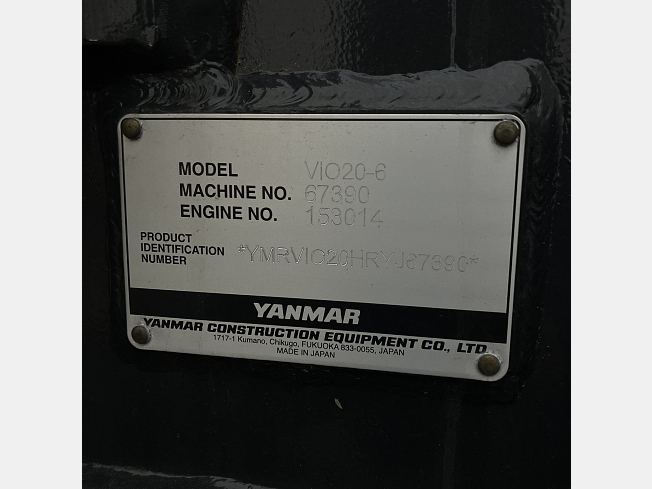 MODEL ViO20-6
MACHINE NO. 67390
ENGINE NO. 153014
PRODUCT
IDENTIFICATION
NUMBER
*YMRVIO20HRYJ67390*
YANMAR
YANMAR CONSTRUCTION EQUIPMENT CO., LTD.
1717-1 Kumano, Chikugo, FUKUOKA 833-0055, JAPAN
MADE IN JAPAN